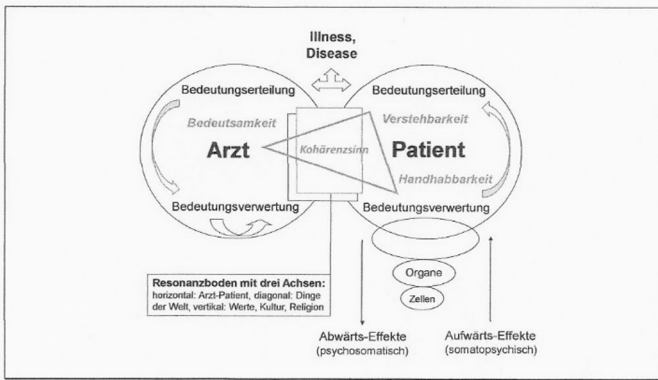 Illness,
Disease
Bedeutungserteilung
Bedeutungserteilung
Bedeutsamkeit
Verstehbarkeit
Arzt
Kohärenzsinn
Patient
Handhabbarkeit
Bedeutungsverwertung
Bedeutungsverwertung
Resonanzboden mit drei Achsen:
horizontal: Arzt-Patient, diagonal: Dinge
der Welt, vertikal: Werte, Kultur, Religion
Organe
Zellen
Abwärts-Effekte
(psychosomatisch)
Aufwärts-Effekte
(somatopsychisch)